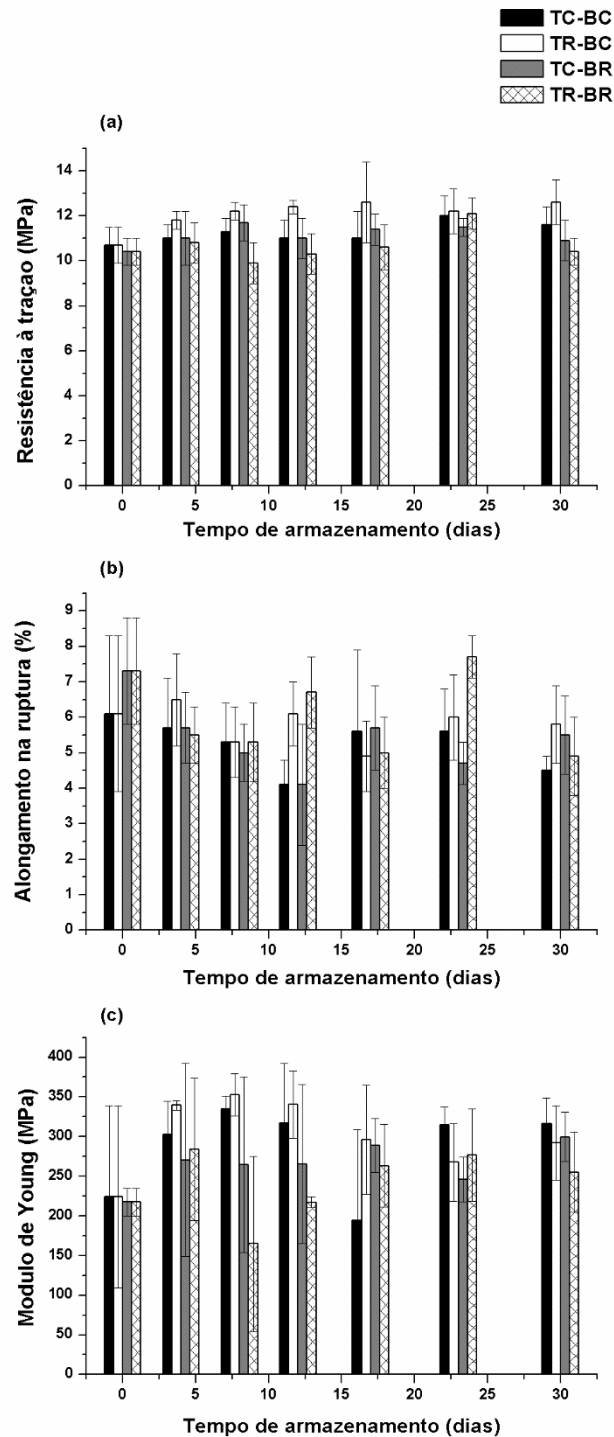 TC-BC
TR-BC
TC-BR
TR-BR
(a)
Resistência à traçao (MPa)
14
12
10
8
6
4
2
0
0 5 10 15 20 25 30
Tempo de armazenamento (dias)
(b)
Alongamento na ruptura (%)
9
8
7
6
5
4
3
2
1
0
0 5 10 15 20 25 30
Tempo de armazenamento (dias)
(c)
Modulo de Young (MPa)
400
350
300
250
200
150
100
50
0
0 5 10 15 20 25 30
Tempo de armazenamento (dias)